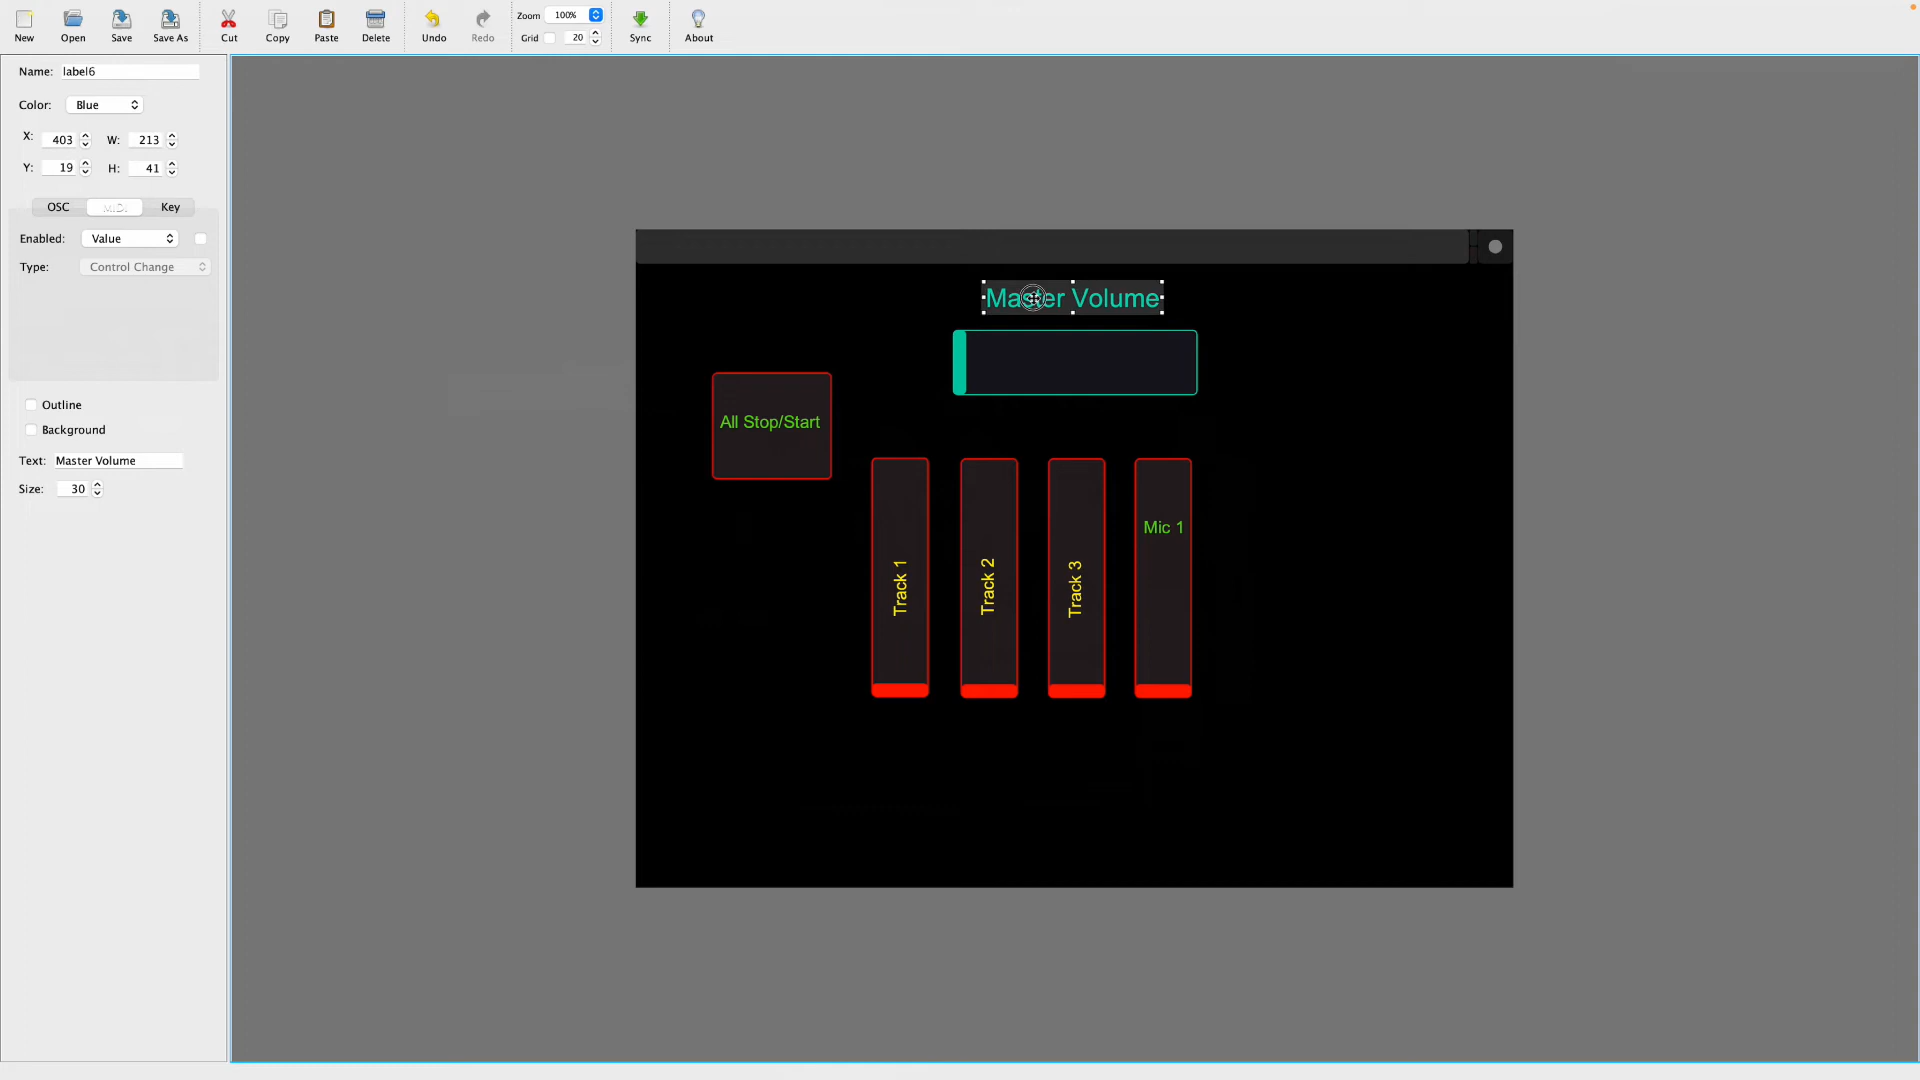 New Open Save Save As Cut Copy Paste Delete Undo Redo Zoom 100% Grid 20 Sync About
Name: label6
Color: Blue
X: 403 W: 213
Y: 19 H: 41
OSC MIDI Key
Enabled: Value
Type: Control Change
Outline
Background
Text: Master Volume
Size: 30
Master Volume
All Stop/Start
Track 1
Track 2
Track 3
Mic 1